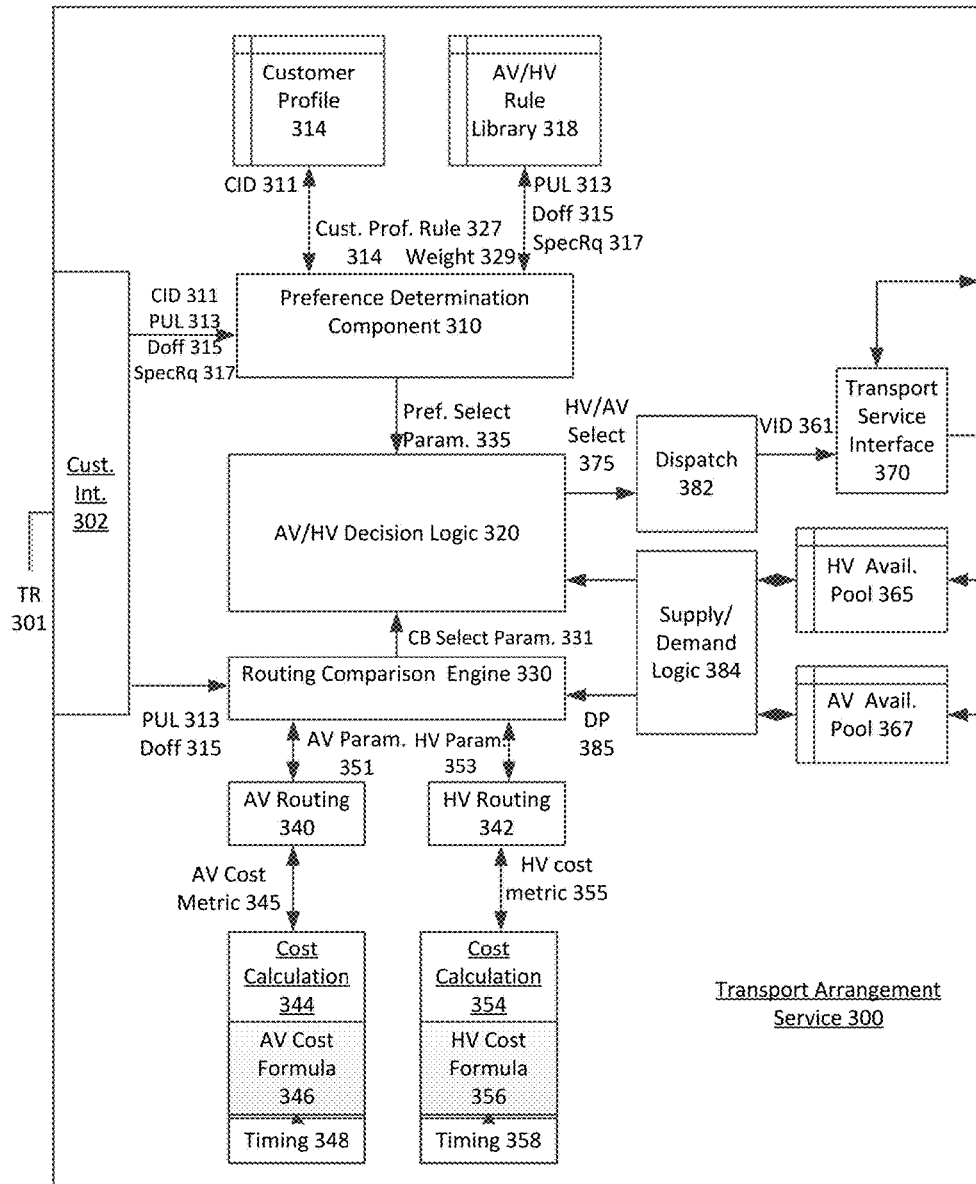 Customer
Profile
314
AV/HV
Rule
Library 318
CID 311
PUL 313
Doff 315
SpecRq 317
Cust. Prof. Rule 327
314 Weight 329
CID 311
PUL 313
Doff 315
SpecRq 317
Preference Determination
Component 310
Pref. Select
Param. 335
HV/AV
Select
375
Dispatch
382
VID 361
Transport
Service
Interface
370
Cust.
Int.
302
TR
301
AV/HV Decision Logic 320
CB Select Param. 331
Supply/
Demand
Logic 384
HV Avail.
Pool 365
AV Avail.
Pool 367
Routing Comparison Engine 330
DP
385
PUL 313
Doff 315
AV Param.
351
HV Param.
353
AV Routing
340
HV Routing
342
AV Cost
Metric 345
HV cost
metric 355
Cost
Calculation
344
AV Cost
Formula
346
Timing 348
Cost
Calculation
354
HV Cost
Formula
356
Timing 358
Transport Arrangement
Service 300